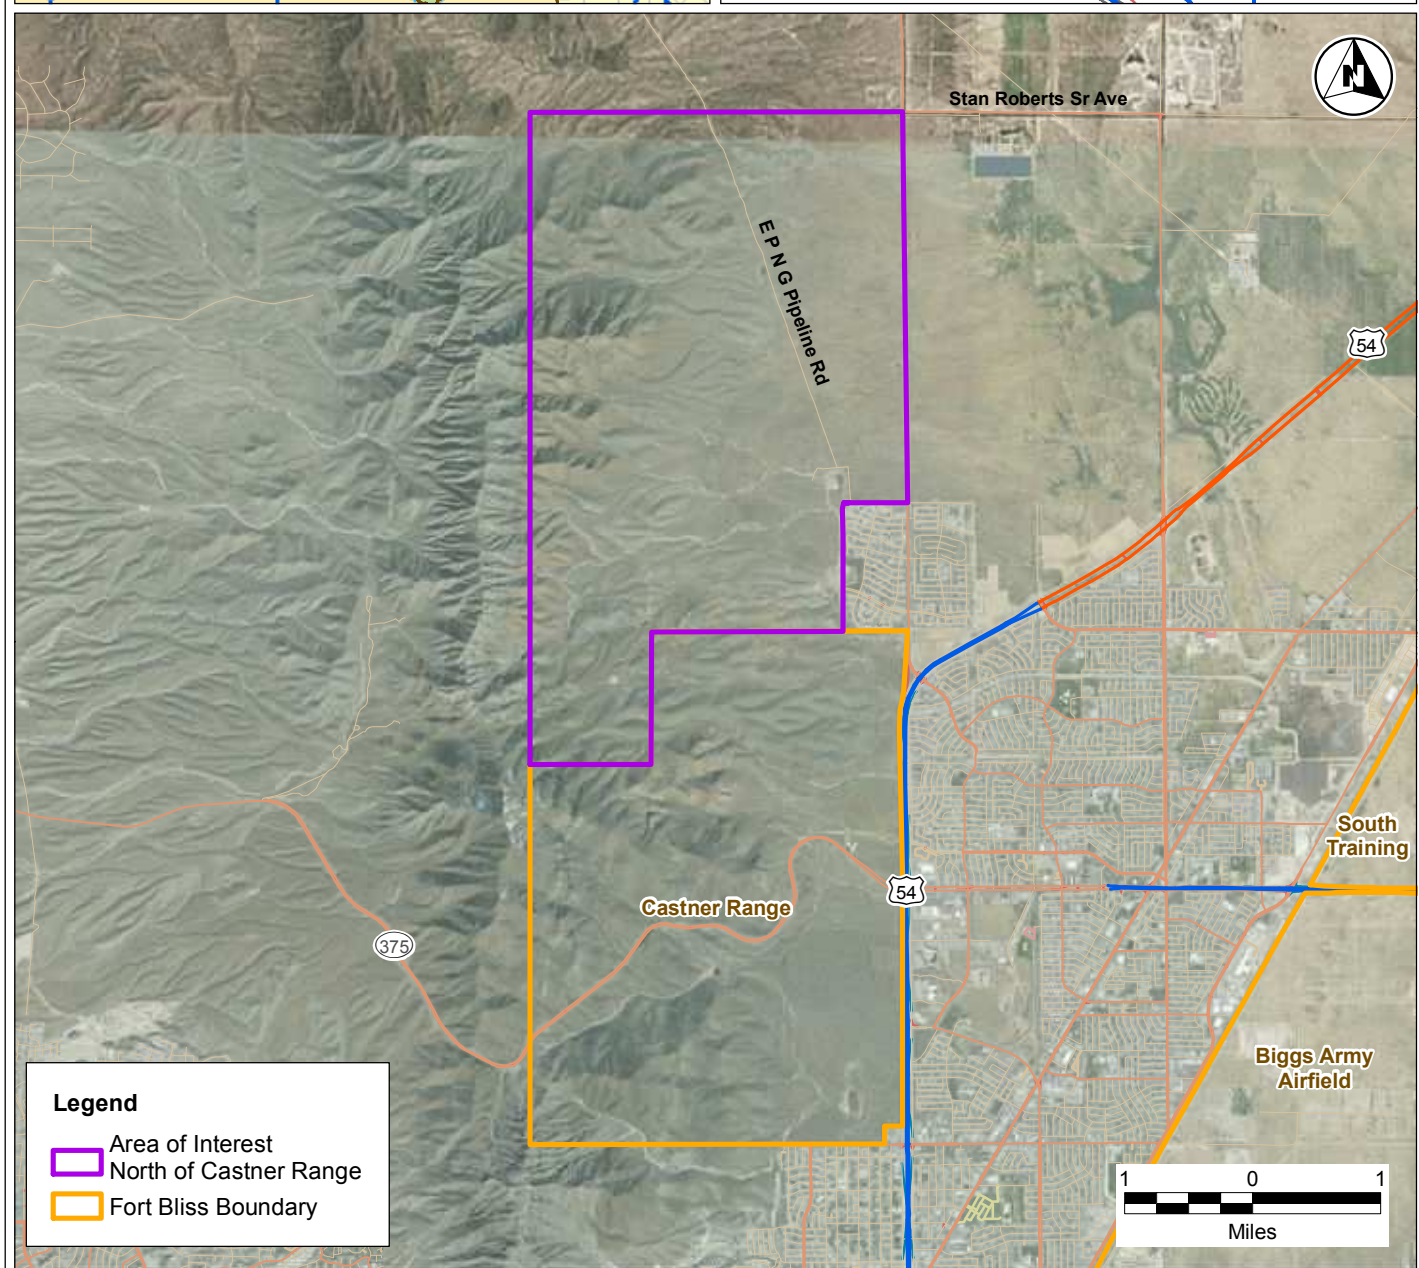 N
Stan Roberts Sr Ave
E P N G Pipeline Rd
54
South
Training
54
Castner Range
375
Biggs Army
Airfield
Legend
Area of Interest
North of Castner Range
Fort Bliss Boundary
1 0 1
Miles